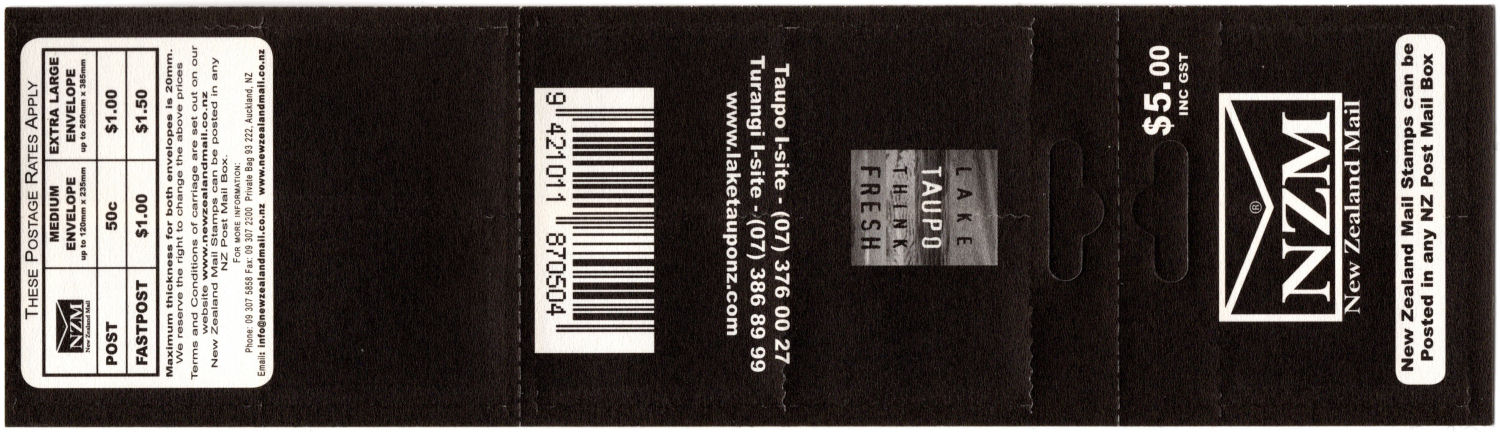 THESE POSTAGE RATES APPLY
NZM
New Zealand Mail
MEDIUM
ENVELOPE
up to 120mm x 235mm
EXTRA LARGE
ENVELOPE
up to 260mm x 385mm
POST 50c $1.00
FASTPOST $1.00 $1.50
Maximum thickness for both envelopes is 20mm.
We reserve the right to change the above prices
Terms and Conditions of carriage are set out on our
website www.newzealandmail.co.nz
New Zealand Mail Stamps can be posted in any
NZ Post Mail Box.
FOR MORE INFORMATION:
Phone: 09 307 5858 Fax: 09 307 2300 Private Bag 93 222, Auckland, NZ
Email: info@newzealandmail.co.nz www.newzealandmail.co.nz
9 421011 870504
Taupo I-site - (07) 376 00 27
Turangi I-site - (07) 386 89 99
www.laketauponz.com
LAKE
TAUPO
THINK
FRESH
$5.00
INC GST
®
NZM
New Zealand Mail
New Zealand Mail Stamps can be
Posted in any NZ Post Mail Box